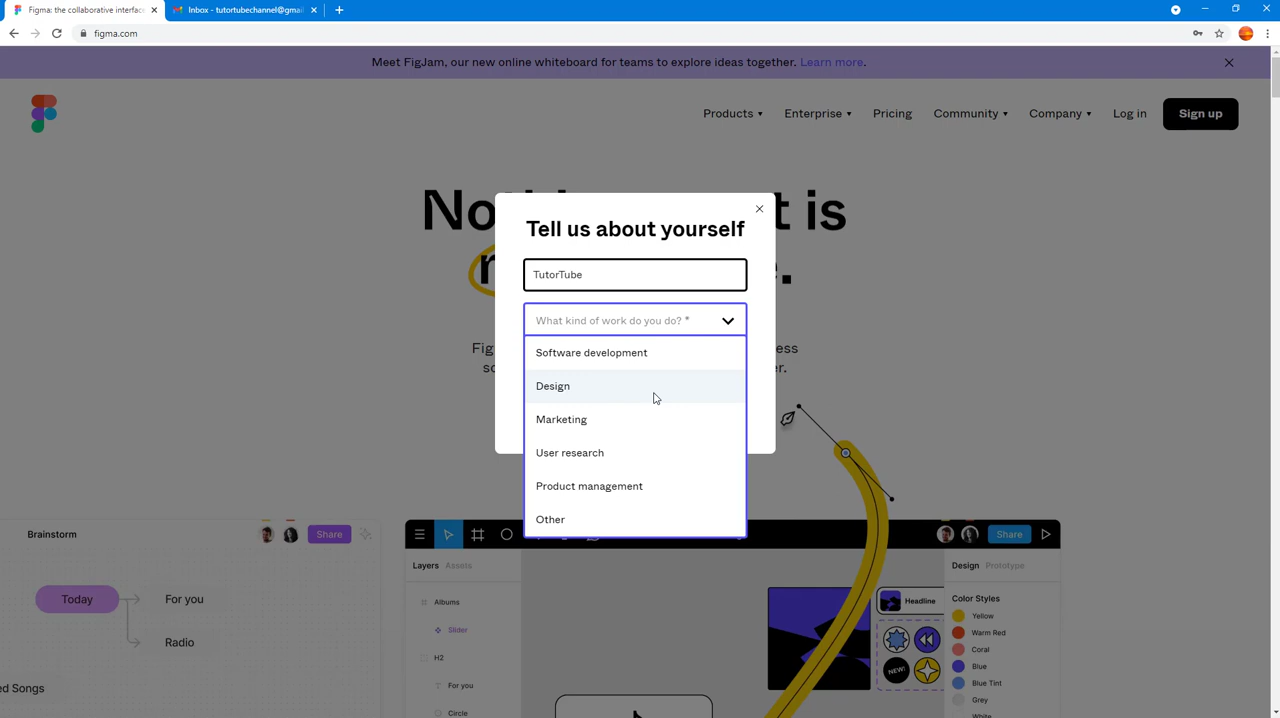 Figma: the collaborative interfac
Inbox - tutortubechannel@gmai
figma.com
Meet FigJam, our new online whiteboard for teams to explore ideas together. Learn more.
Products
Enterprise
Pricing
Community
Company
Log in
Sign up
t is
Tell us about yourself
TutorTube
What kind of work do you do? *
Software development
Design
Marketing
User research
Product management
Other
Brainstorm
Share
Today
For you
Radio
ed Songs
Layers
Assets
Albums
Slider
H2
For you
Circle
Share
Headline
NEW!
Design
Prototype
Color Styles
Yellow
Warm Red
Coral
Blue
Blue Tint
Grey
White